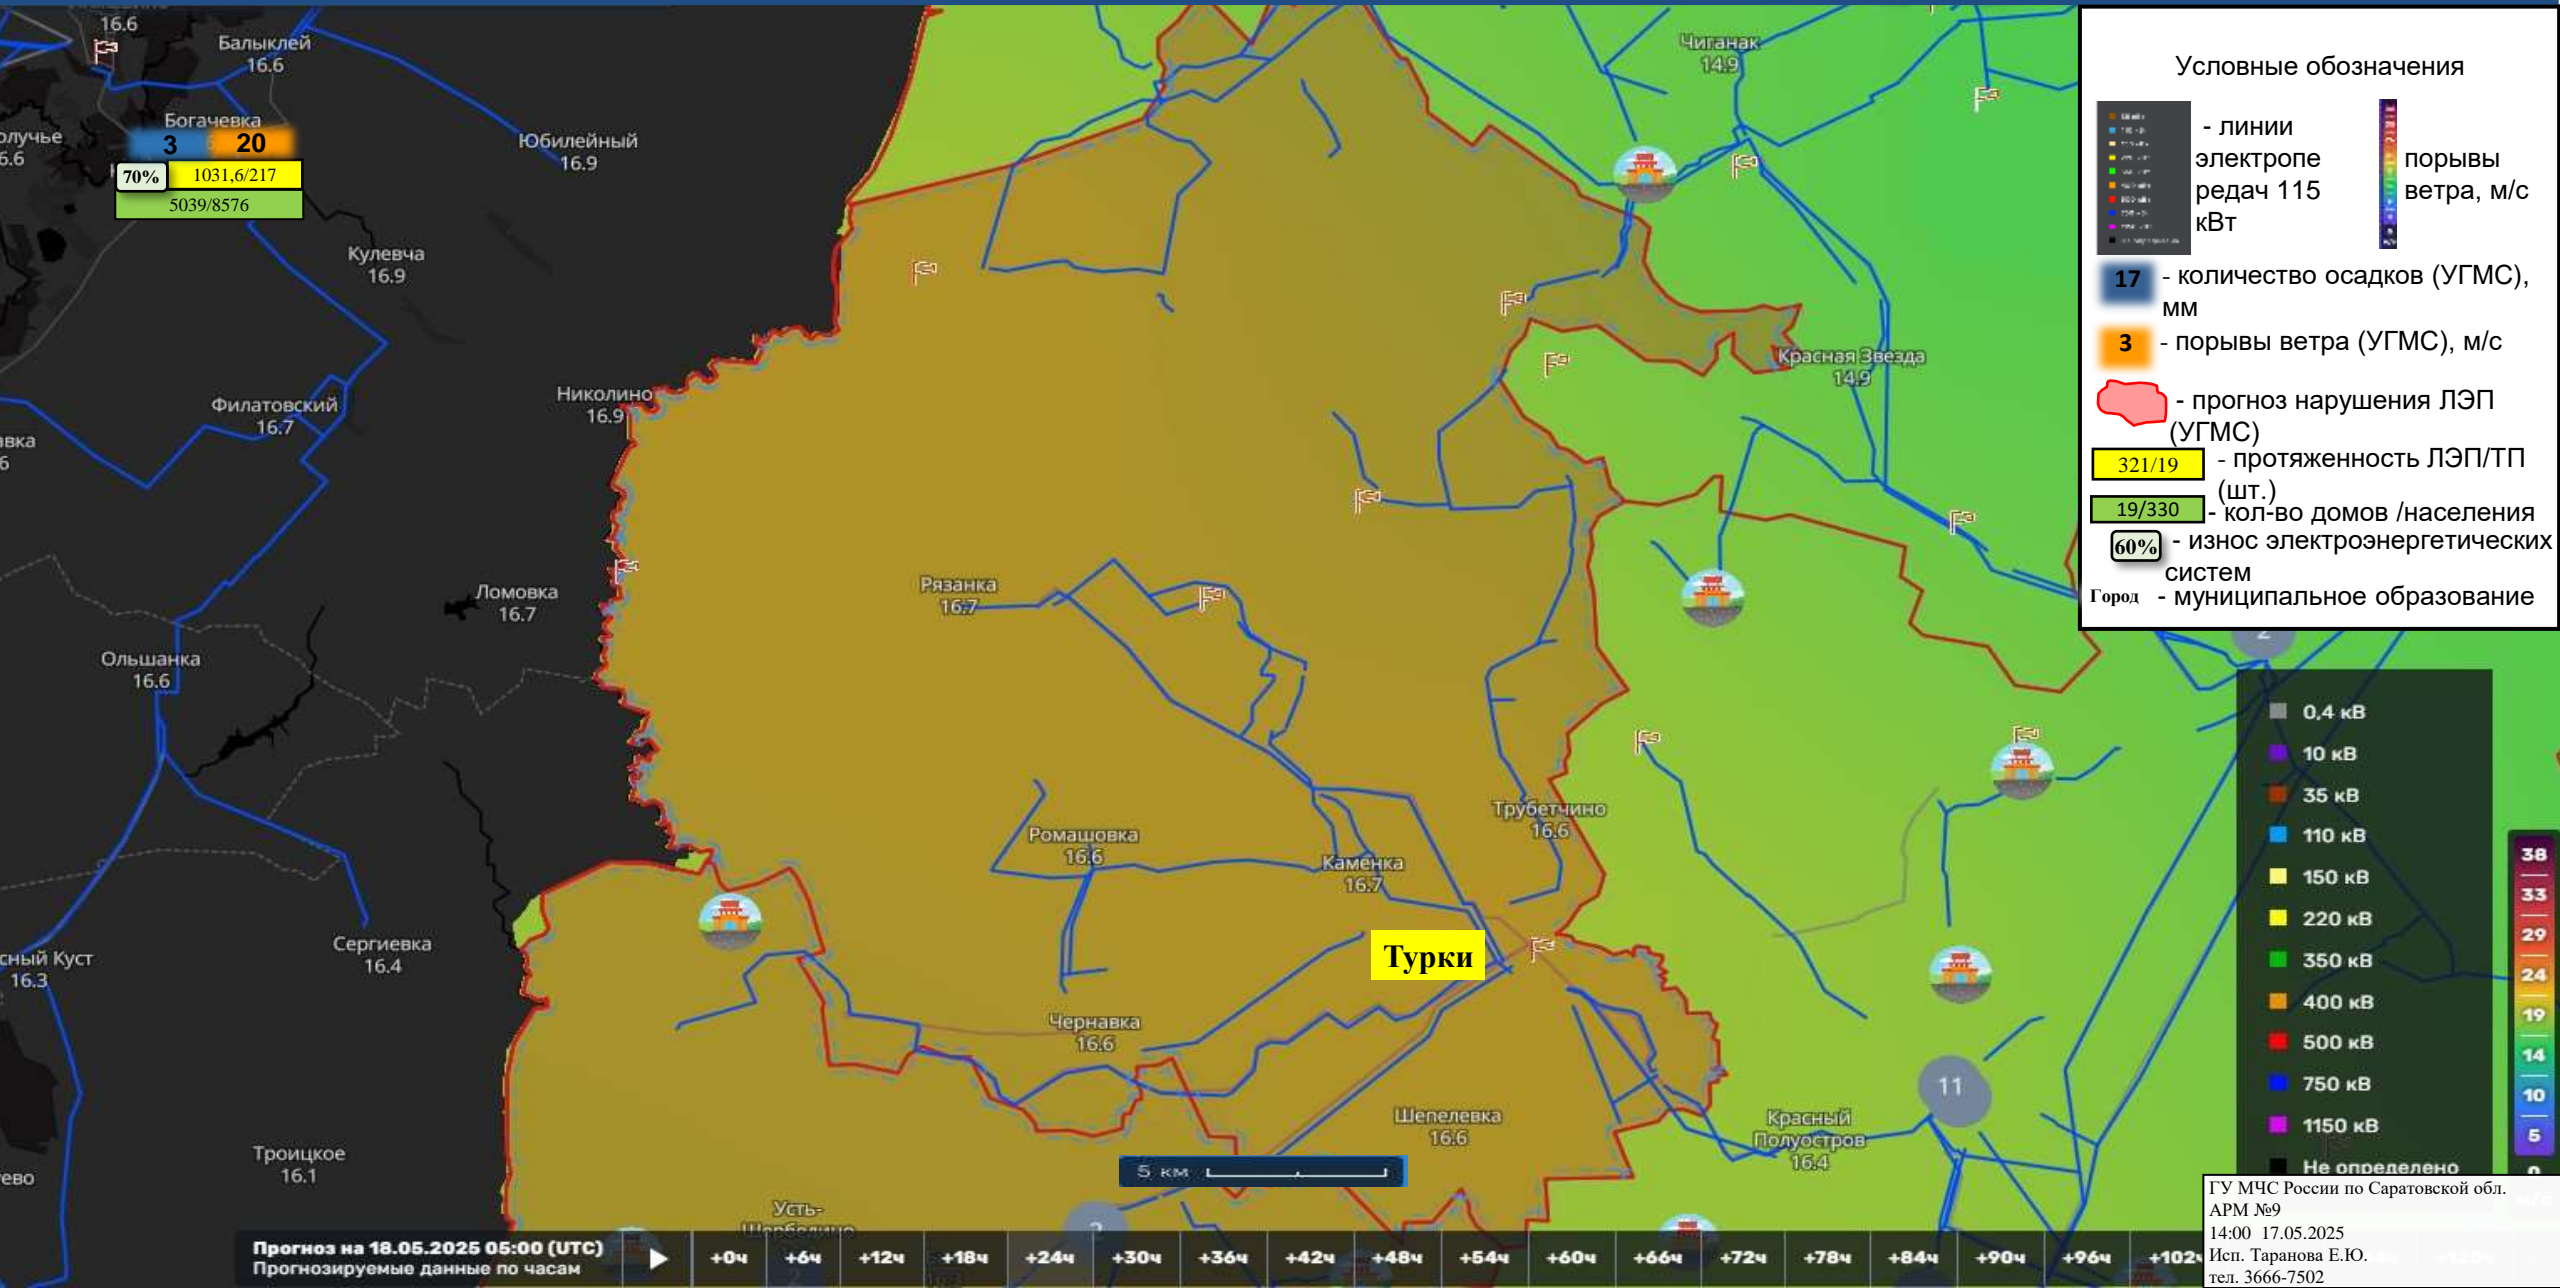 16.6
Балыклей
16.6
Богачевка
3 20
70% 1031,6/217
5039/8576
Юбилейный
16.9
Кулевча
16.9
Чиганак
14.9
Николино
16.9
Филатовский
16.7
Красная Звезда
14.9
Ломовка
16.7
Рязанка
16.7
Ольшанка
16.6
Ромашовка
16.6
Трубетчино
16.6
Каменка
16.7
Турки
Сергиевка
16.4
сный Куст
16.3
Чернавка
16.6
Шепелевка
16.6
Красный
Полуостров
16.4
11
Троицкое
16.1
Усть-
Щербедино
5 км
Условные обозначения
- линии
электропе
редач 115
кВт
порывы
ветра, м/с
17 - количество осадков (УГМС),
мм
3 - порывы ветра (УГМС), м/с
- прогноз нарушения ЛЭП
(УГМС)
321/19 - протяженность ЛЭП/ТП
(шт.)
19/330 - кол-во домов /населения
60% - износ электроэнергетических
систем
Город - муниципальное образование
0,4 кВ
10 кВ
35 кВ
110 кВ
150 кВ
220 кВ
350 кВ
400 кВ
500 кВ
750 кВ
1150 кВ
Не определено
38
33
29
24
19
14
10
5
0
Прогноз на 18.05.2025 05:00 (UTC)
Прогнозируемые данные по часам
+0ч +6ч +12ч +18ч +24ч +30ч +36ч +42ч +48ч +54ч +60ч +66ч +72ч +78ч +84ч +90ч +96ч +102ч
ГУ МЧС России по Саратовской обл.
АРМ №9
14:00 17.05.2025
Исп. Таранова Е.Ю.
тел. 3666-7502